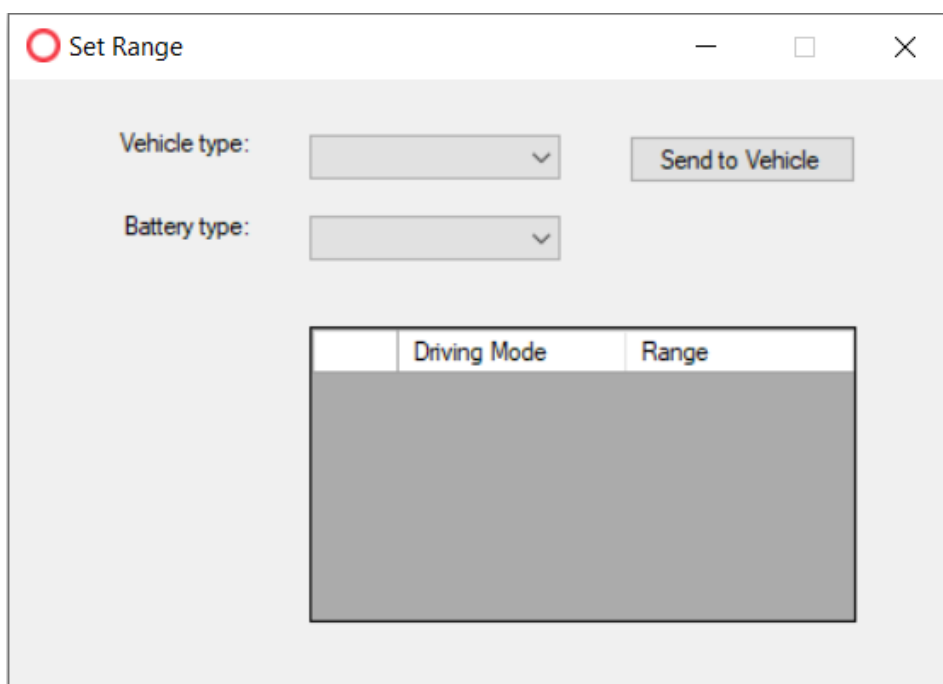 Set Range
Vehicle type:
Send to Vehicle
Battery type:
Driving Mode Range